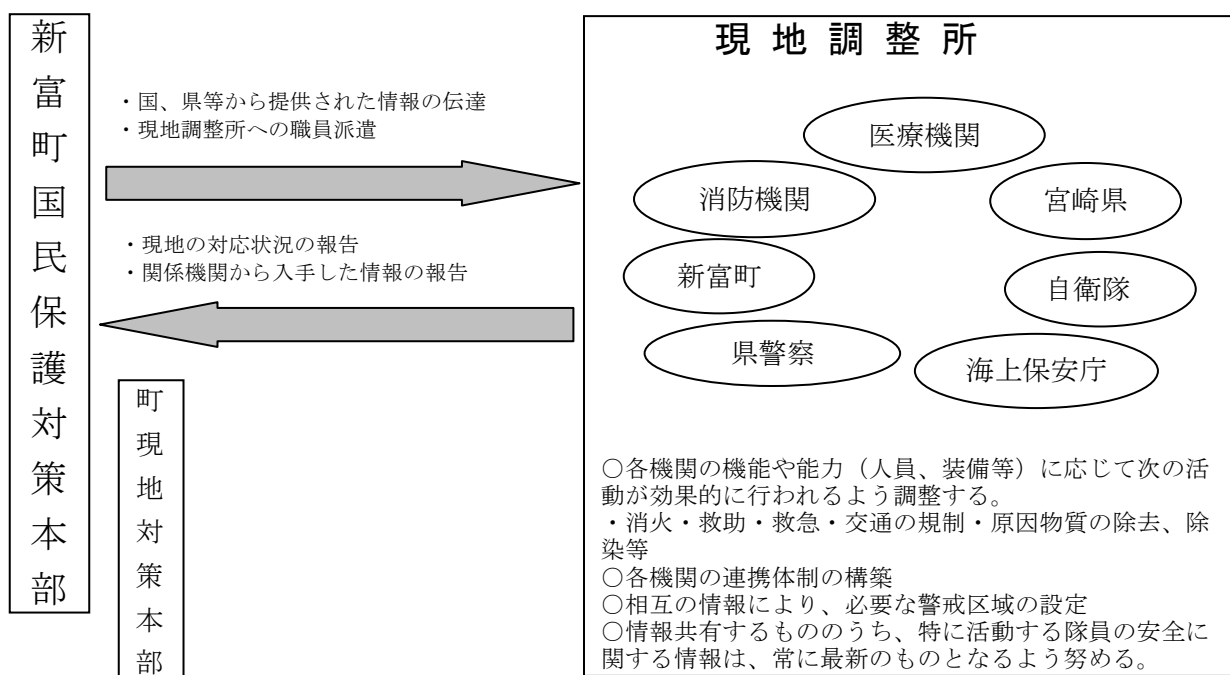 新富町国民保護対策本部
・国、県等から提供された情報の伝達
・現地調整所への職員派遣
・現地の対応状況の報告
・関係機関から入手した情報の報告
町現地対策本部
現地調整所
医療機関
消防機関
宮崎県
新富町
自衛隊
県警察
海上保安庁
○各機関の機能や能力（人員、装備等）に応じて次の活
動が効果的に行われるよう調整する。
・消火・救助・救急・交通の規制・原因物質の除去、除
染等
○各機関の連携体制の構築
○相互の情報により、必要な警戒区域の設定
○情報共有するもののうち、特に活動する隊員の安全に
関する情報は、常に最新のものとなるよう努める。